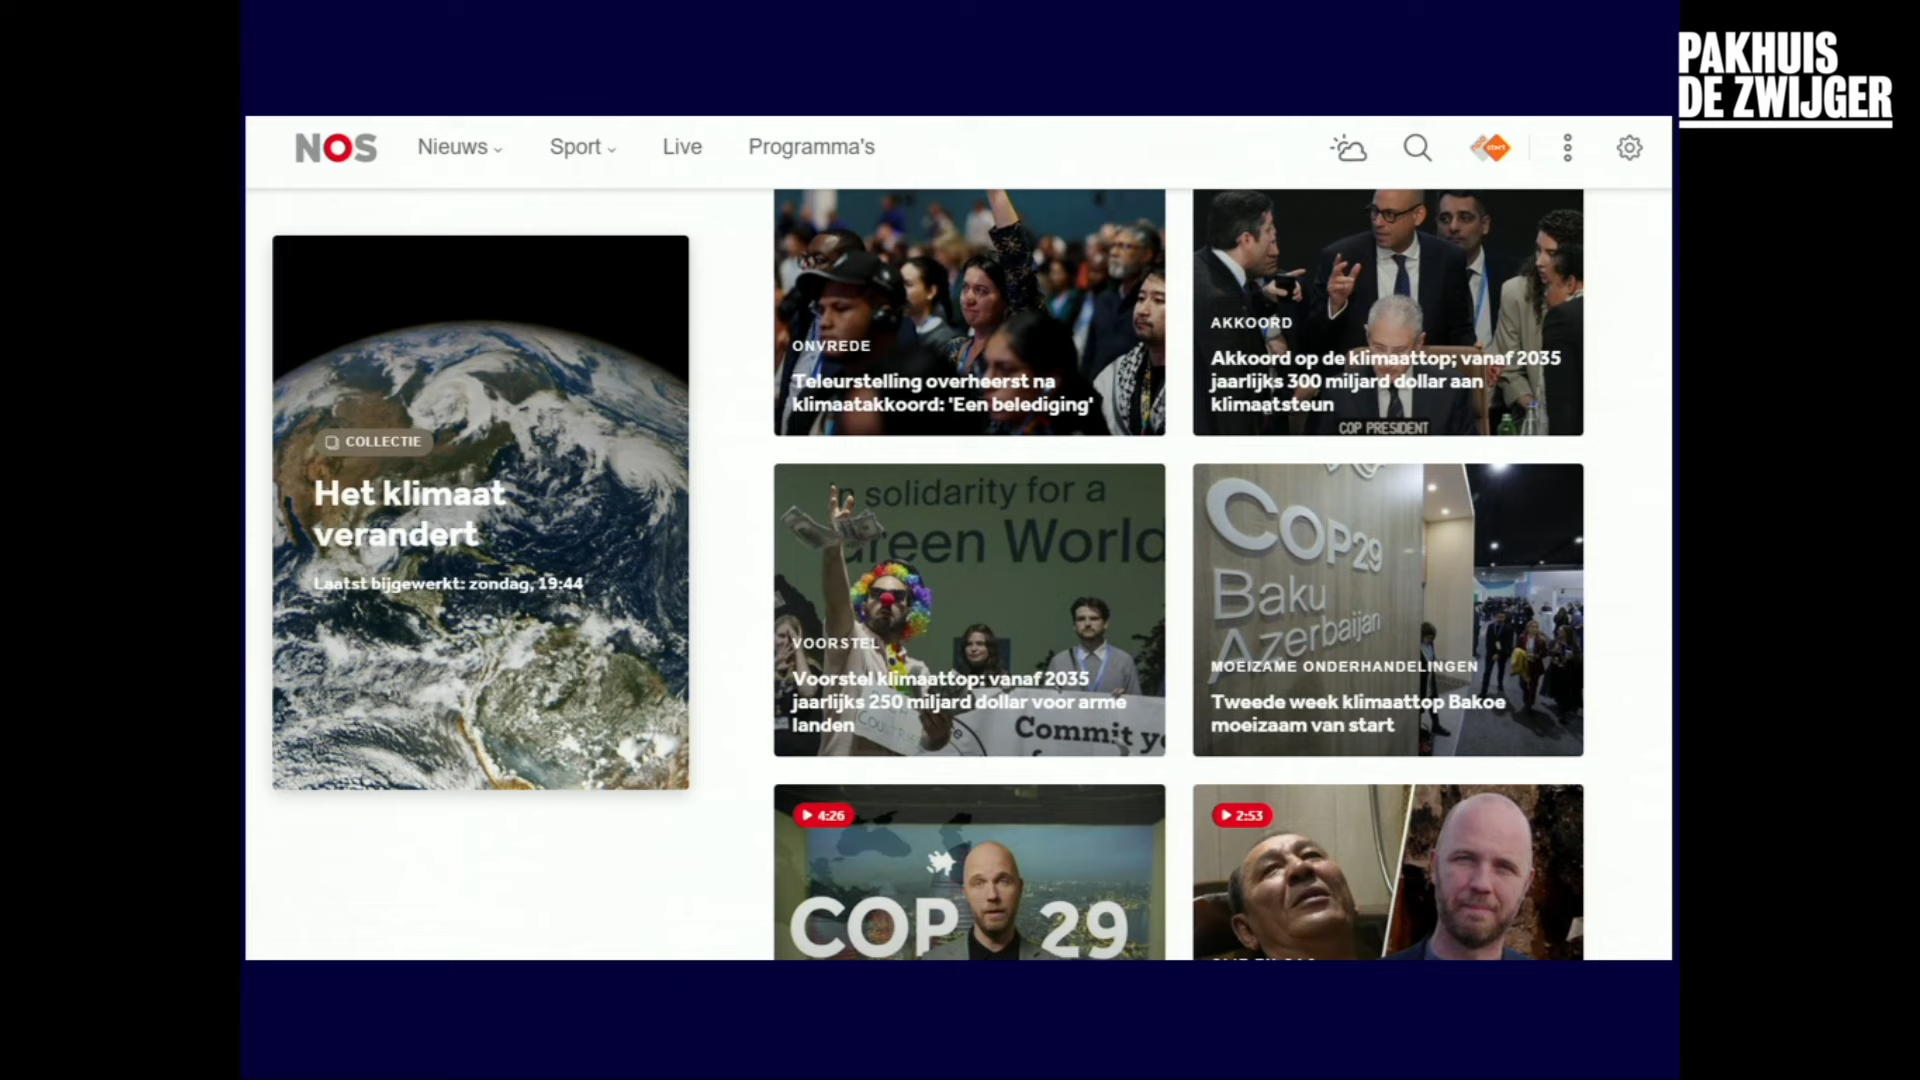 PAKHUIS
DE ZWIJGER
NOS
Nieuws
Sport
Live
Programma's
start
COLLECTIE
Het klimaat
verandert
Laatst bijgewerkt: zondag, 19:44
ONVREDE
Teleurstelling overheerst na
klimaatakkoord: 'Een belediging'
AKKOORD
Akkoord op de klimaattop; vanaf 2035
jaarlijks 300 miljard dollar aan
klimaatsteun
COP PRESIDENT
In solidarity for a
Green World
VOORSTEL
Voorstel klimaattop: vanaf 2035
jaarlijks 250 miljard dollar voor arme
landen
Commit
COP29
Baku
Azerbaijan
MOEIZAME ONDERHANDELINGEN
Tweede week klimaattop Bakoe
moeizaam van start
4:26
COP 29
2:53